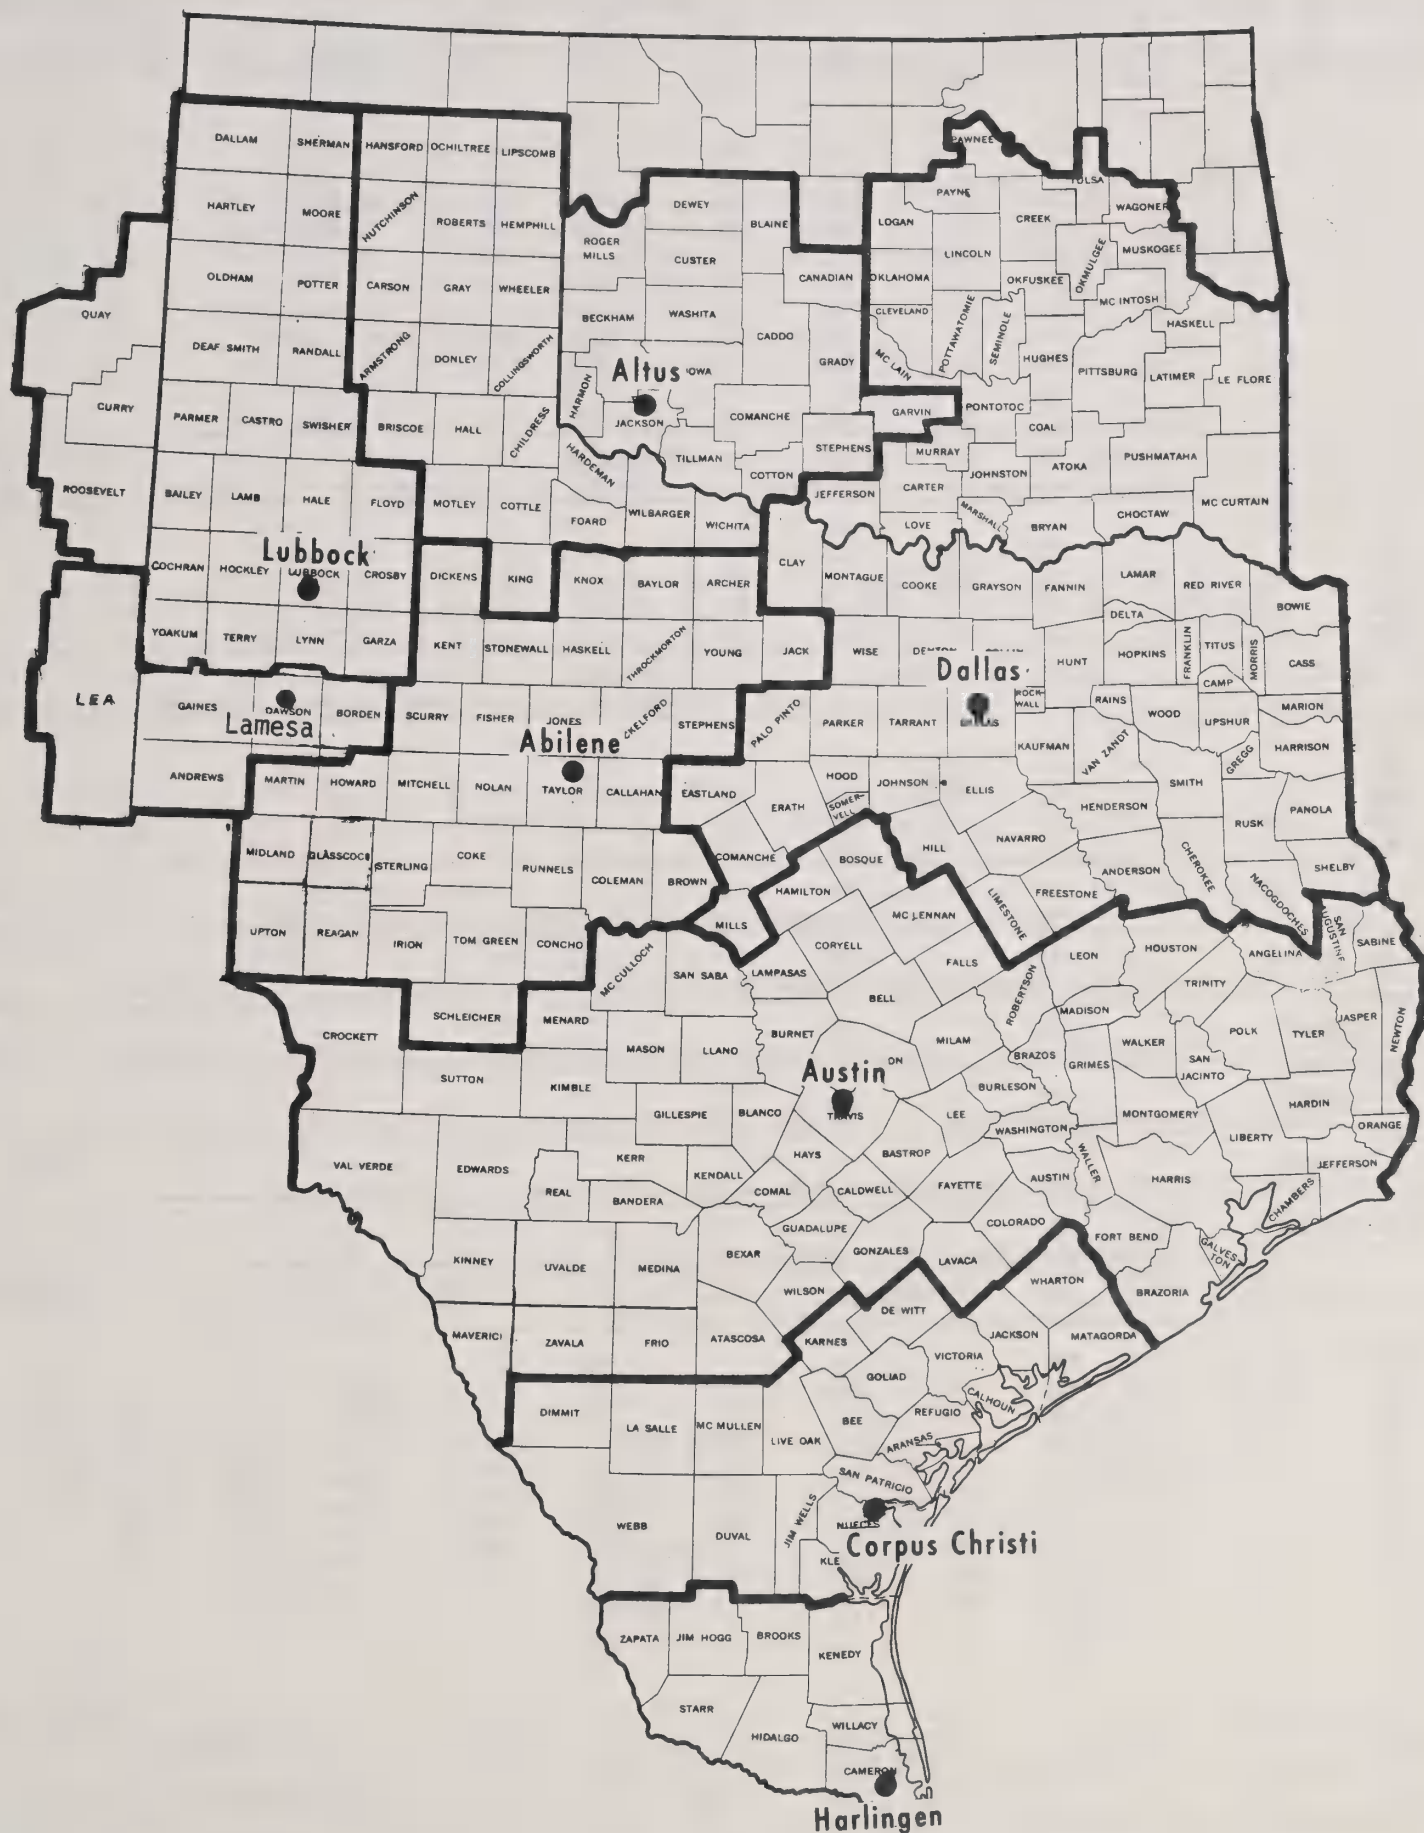 PAWNEE
DALLAM
SHERMAN
HANSFORD
OCHILTREE
LIPSCOMB
TULSA
PAYNE
WAGONER
HARTLEY
MOORE
HUTCHINSON
ROBERTS
HEMPHILL
DEWEY
BLAINE
LOGAN
CREEK
ROGER
MILLS
CUSTER
LINCOLN
OKMULGEE
MUSKOGEE
OLDHAM
POTTER
CARSON
GRAY
WHEELER
CANADIAN
OKLAHOMA
OKFUSKEE
MC INTOSH
QUAY
BECKHAM
WASHITA
CLEVELAND
POTTAWATOMIE
SEMINOLE
HASKELL
DEAF SMITH
RANDALL
ARMSTRONG
DONLEY
COLLINGSWORTH
CADDO
GRADY
MC LAIN
HUGHES
PITTSBURG
LATIMER
LE FLORE
Altus
IOWA
HARMON
JACKSON
CURRY
PARMER
CASTRO
SWISHER
BRISCOE
HALL
CHILDRESS
COMANCHE
GARVIN
PONTOTOC
COAL
STEPHENS
MURRAY
HARDEMAN
TILLMAN
COTTON
JOHNSTON
ATOKA
PUSHMATAHA
ROOSEVELT
BAILEY
LAMB
HALE
FLOYD
MOTLEY
COTTLE
FOARD
WILBARGER
WICHITA
JEFFERSON
CARTER
LOVE
MARSHALL
BRYAN
CHOCTAW
MC CURTAIN
Lubbock
COCHRAN
HOCKLEY
LUBBOCK
CROSBY
DICKENS
KING
KNOX
BAYLOR
ARCHER
CLAY
MONTAGUE
COOKE
GRAYSON
FANNIN
LAMAR
RED RIVER
BOWIE
DELTA
YOAKUM
TERRY
LYNN
GARZA
KENT
STONEWALL
HASKELL
THROCKMORTON
YOUNG
JACK
WISE
HUNT
HOPKINS
FRANKLIN
TITUS
MORRIS
CASS
Dallas
CAMP
LEA
GAINES
DAWSON
BORDEN
Lamesa
SCURRY
FISHER
JONES
CKELFORD
STEPHENS
PALO PINTO
PARKER
TARRANT
ROCK-
WALL
RAINS
WOOD
UPSHUR
MARION
Abilene
KAUFMAN
VAN ZANDT
GREGG
HARRISON
ANDREWS
MARTIN
HOWARD
MITCHELL
NOLAN
TAYLOR
CALLAHAN
EASTLAND
ERATH
HOOD
SOMER-
VELL
JOHNSON
ELLIS
HENDERSON
SMITH
RUSK
PANOLA
MIDLAND
GLASSCOCK
STERLING
COKE
RUNNELS
COLEMAN
BROWN
COMANCHE
BOSQUE
HILL
NAVARRO
ANDERSON
CHEROKEE
SHELBY
HAMILTON
LIMESTONE
FREESTONE
NACOGDOCHES
UPTON
REAGAN
IRION
TOM GREEN
CONCHO
MILLS
MC LENNAN
SAN
AUGUSTINE
SABINE
MC CULLOCH
SAN SABA
LAMPASAS
CORYELL
FALLS
LEON
HOUSTON
ANGELINA
BELL
ROBERTSON
TRINITY
CROCKETT
SCHLEICHER
MENARD
MASON
LLANO
BURNET
MILAM
MADISON
WALKER
POLK
TYLER
JASPER
NEWTON
SUTTON
KIMBLE
ON
Austin
BRAZOS
GRIMES
SAN
JACINTO
BURLESON
GILLESPIE
BLANCO
TRAVIS
LEE
WASHINGTON
MONTGOMERY
HARDIN
ORANGE
LIBERTY
VAL VERDE
EDWARDS
REAL
KERR
BANDERA
KENDALL
HAYS
BASTROP
WALLER
JEFFERSON
COMAL
CALDWELL
FAYETTE
AUSTIN
HARRIS
CHAMBERS
GUADALUPE
COLORADO
FORT BEND
GALVES-
TON
KINNEY
UVALDE
MEDINA
BEXAR
GONZALES
LAVACA
WILSON
WHARTON
BRAZORIA
DE WITT
MAVERICI
ZAVALA
FRIO
ATASCOSA
KARNES
JACKSON
MATAGORDA
VICTORIA
GOLIAD
CALHOUN
DIMMIT
LA SALLE
MC MULLEN
LIVE OAK
BEE
REFUGIO
ARANSAS
SAN PATRICIO
WEBB
DUVAL
JIM WELLS
NUECES
Corpus Christi
KLE
ZAPATA
JIM HOGG
BROOKS
KENEDY
STARR
HIDALGO
WILLACY
CAMERON
Harlingen